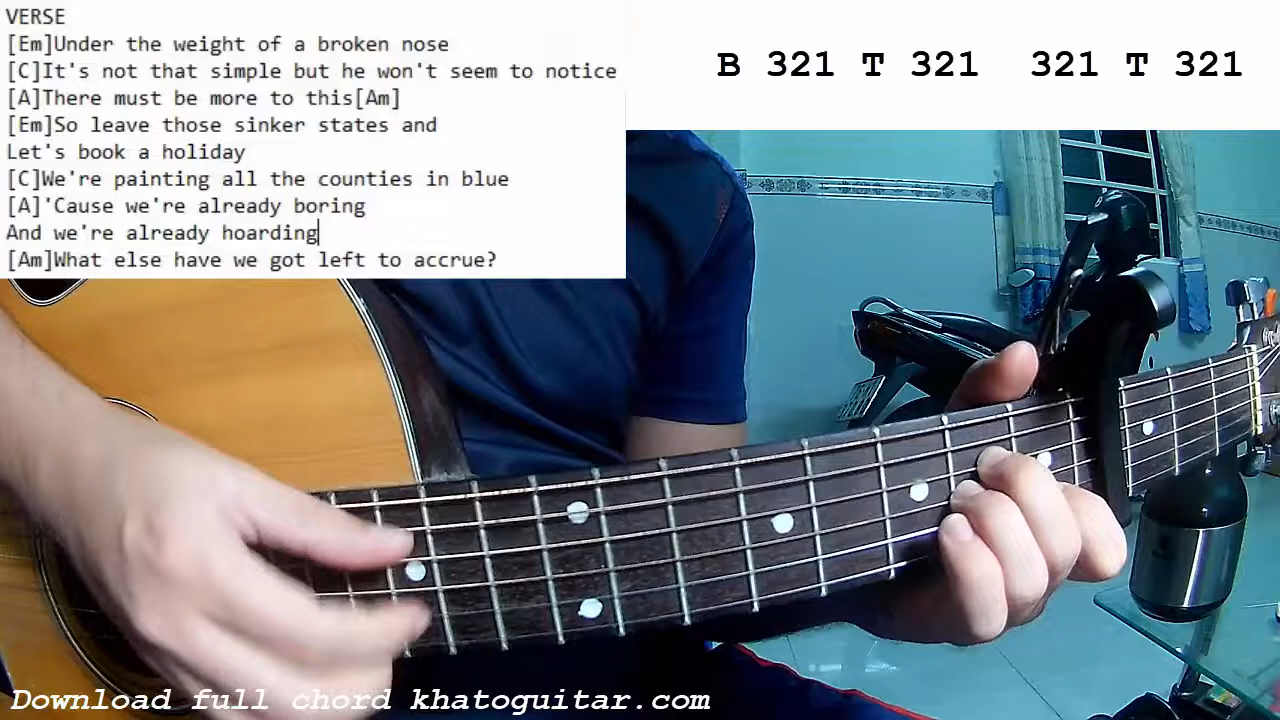 VERSE
[Em]Under the weight of a broken nose
[C]It's not that simple but he won't seem to notice
[A]There must be more to this[Am]
[Em]So leave those sinker states and
Let's book a holiday
[C]We're painting all the counties in blue
[A]'Cause we're already boring
And we're already hoarding
[Am]What else have we got left to accrue?
B 321 T 321  321 T 321
Download full chord khatoguitar.com